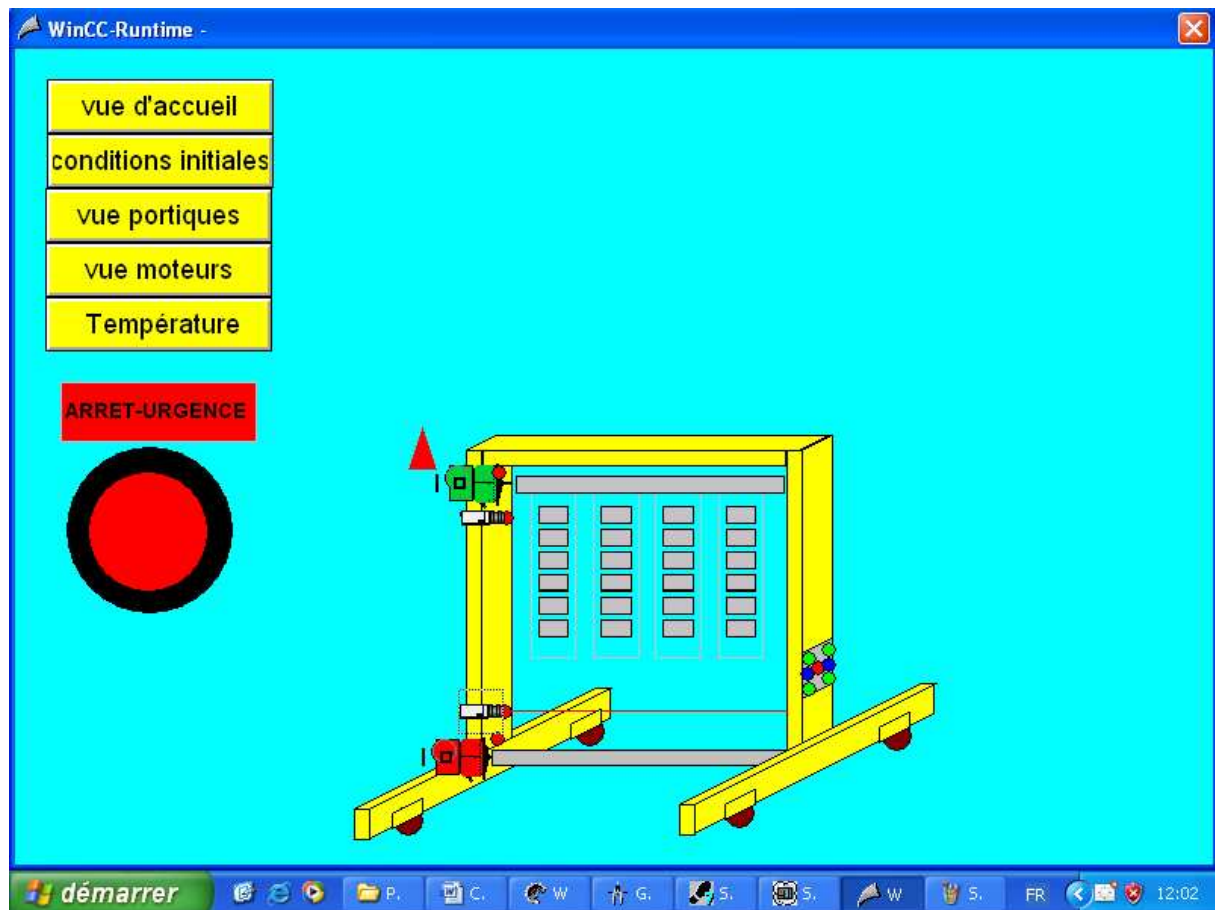 WinCC-Runtime -
vue d'accueil
conditions initiales
vue portiques
vue moteurs
Température
ARRET-URGENCE
démarrer
P.
C.
W
G.
S.
S.
W
S.
FR
12:02